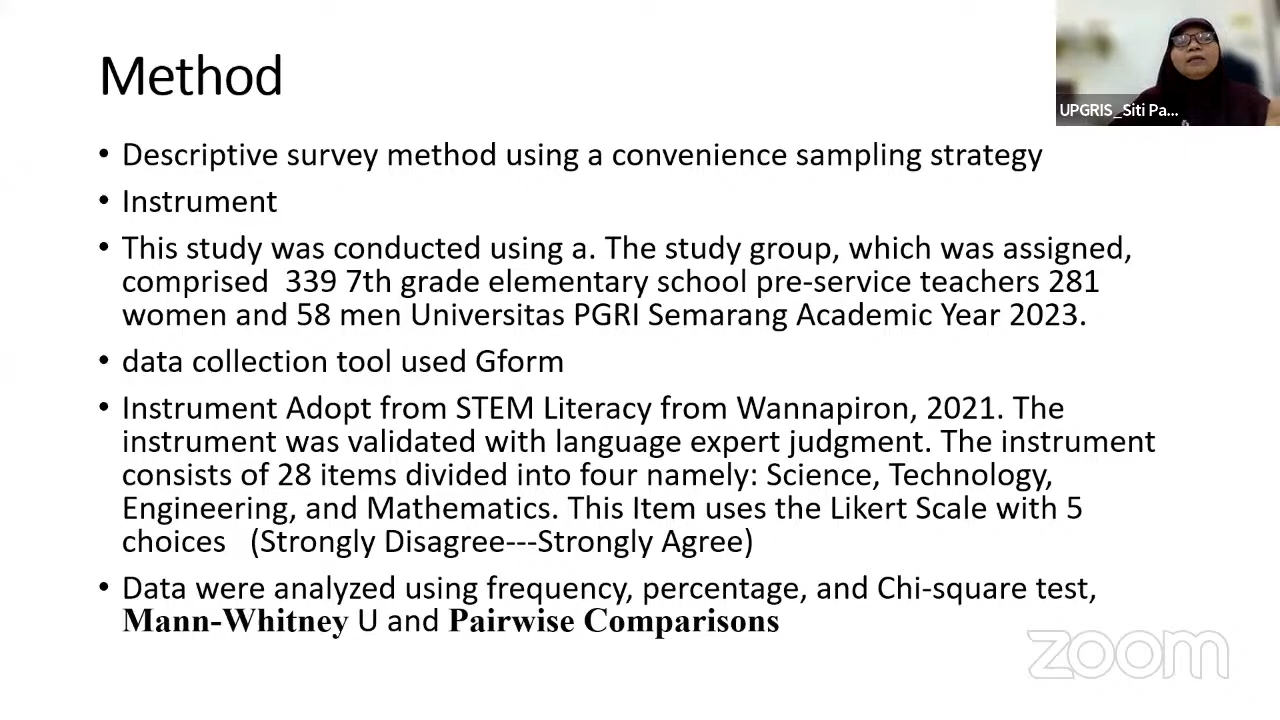 Method
UPGRIS_Siti Pa...
• Descriptive survey method using a convenience sampling strategy
• Instrument
• This study was conducted using a. The study group, which was assigned,
comprised  339 7th grade elementary school pre-service teachers 281
women and 58 men Universitas PGRI Semarang Academic Year 2023.
• data collection tool used Gform
• Instrument Adopt from STEM Literacy from Wannapiron, 2021. The
instrument was validated with language expert judgment. The instrument
consists of 28 items divided into four namely: Science, Technology,
Engineering, and Mathematics. This Item uses the Likert Scale with 5
choices   (Strongly Disagree---Strongly Agree)
• Data were analyzed using frequency, percentage, and Chi-square test,
Mann-Whitney U and Pairwise Comparisons
zoom